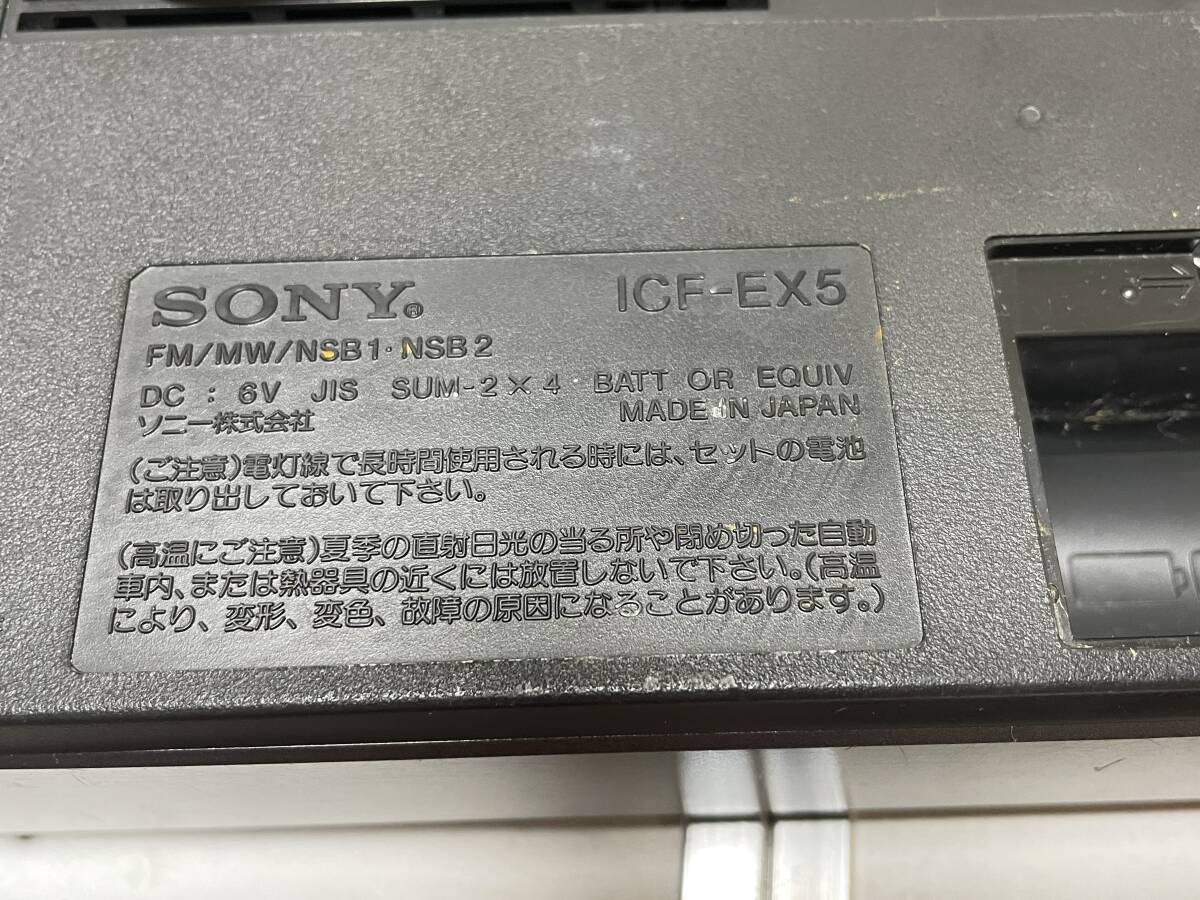 SONY® ICF-EX5
FM/MW/NSB1·NSB2
DC : 6V JIS SUM-2×4 BATT OR EQUIV
ソニー株式会社 MADE IN JAPAN
(ご注意)電灯線で長時間使用される時には、セットの電池
は取り出しておいて下さい。
(高温にご注意)夏季の直射日光の当る所や閉め切った自動
車内、または熱器具の近くには放置しないで下さい。(高温
により、変形、変色、故障の原因になることがあります。)